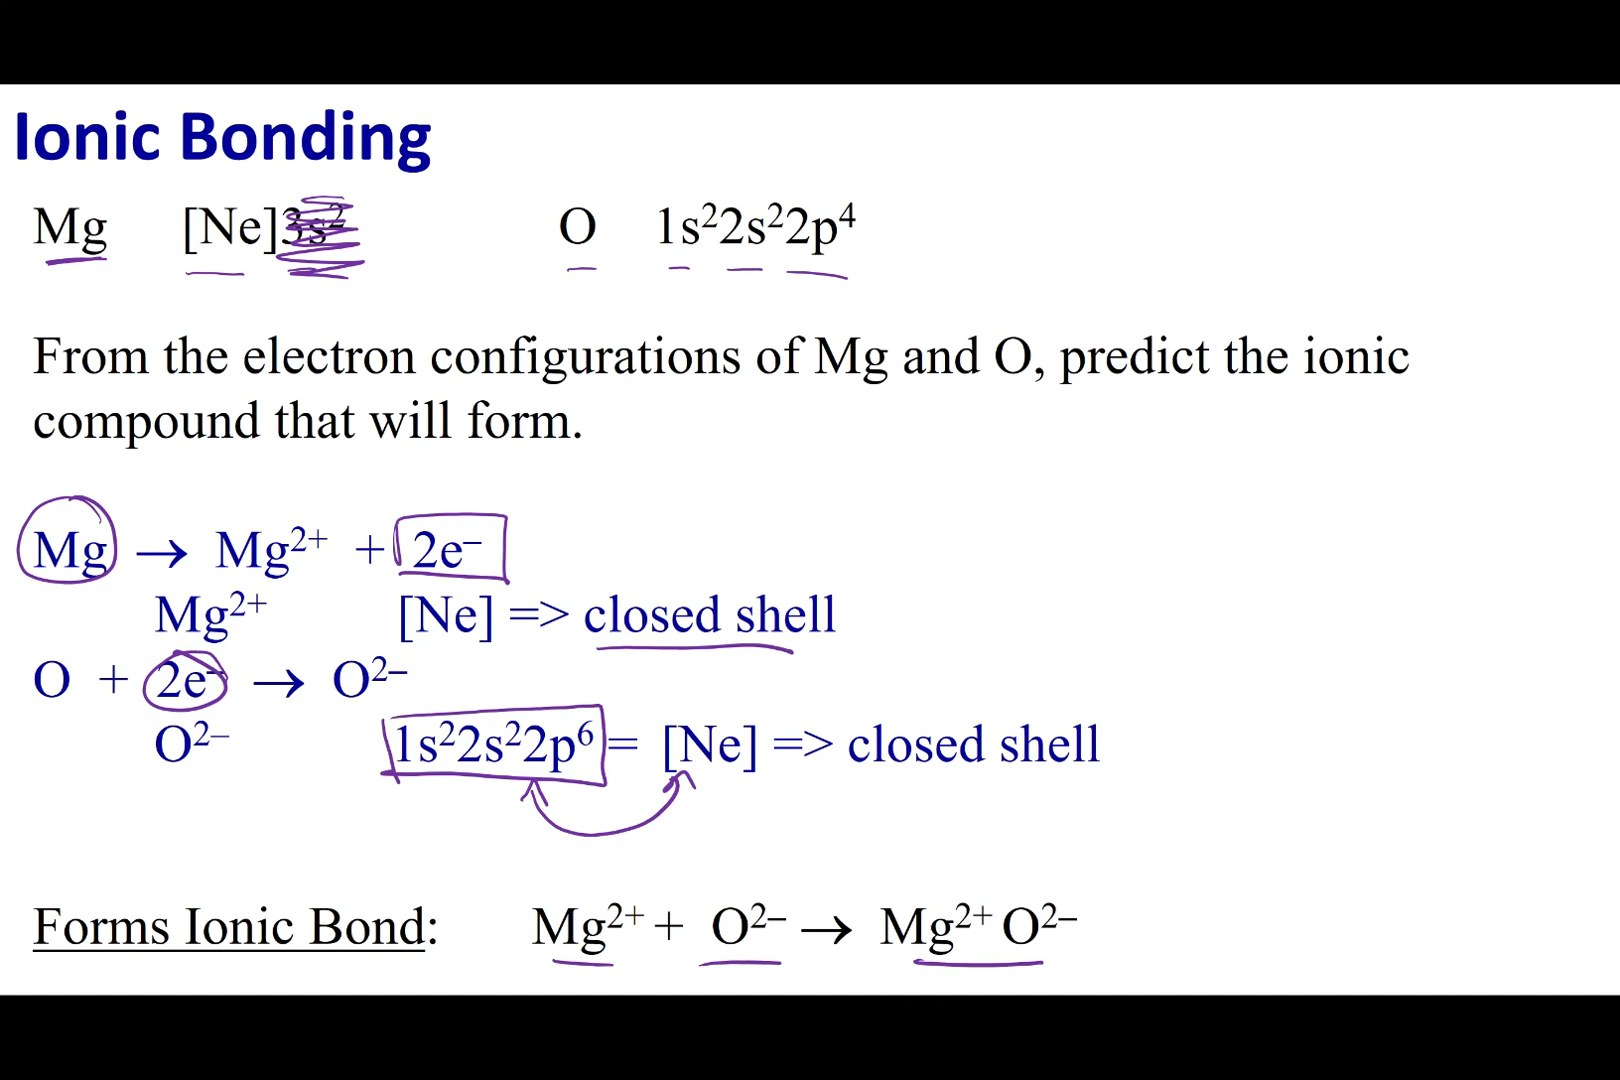 Ionic Bonding
Mg [Ne]3s² O 1s²2s²2p⁴
From the electron configurations of Mg and O, predict the ionic
compound that will form.
Mg → Mg²⁺ + 2e⁻
Mg²⁺ [Ne] => closed shell
O + 2e⁻ → O²⁻
O²⁻ 1s²2s²2p⁶ = [Ne] => closed shell
Forms Ionic Bond: Mg²⁺ + O²⁻ → Mg²⁺ O²⁻